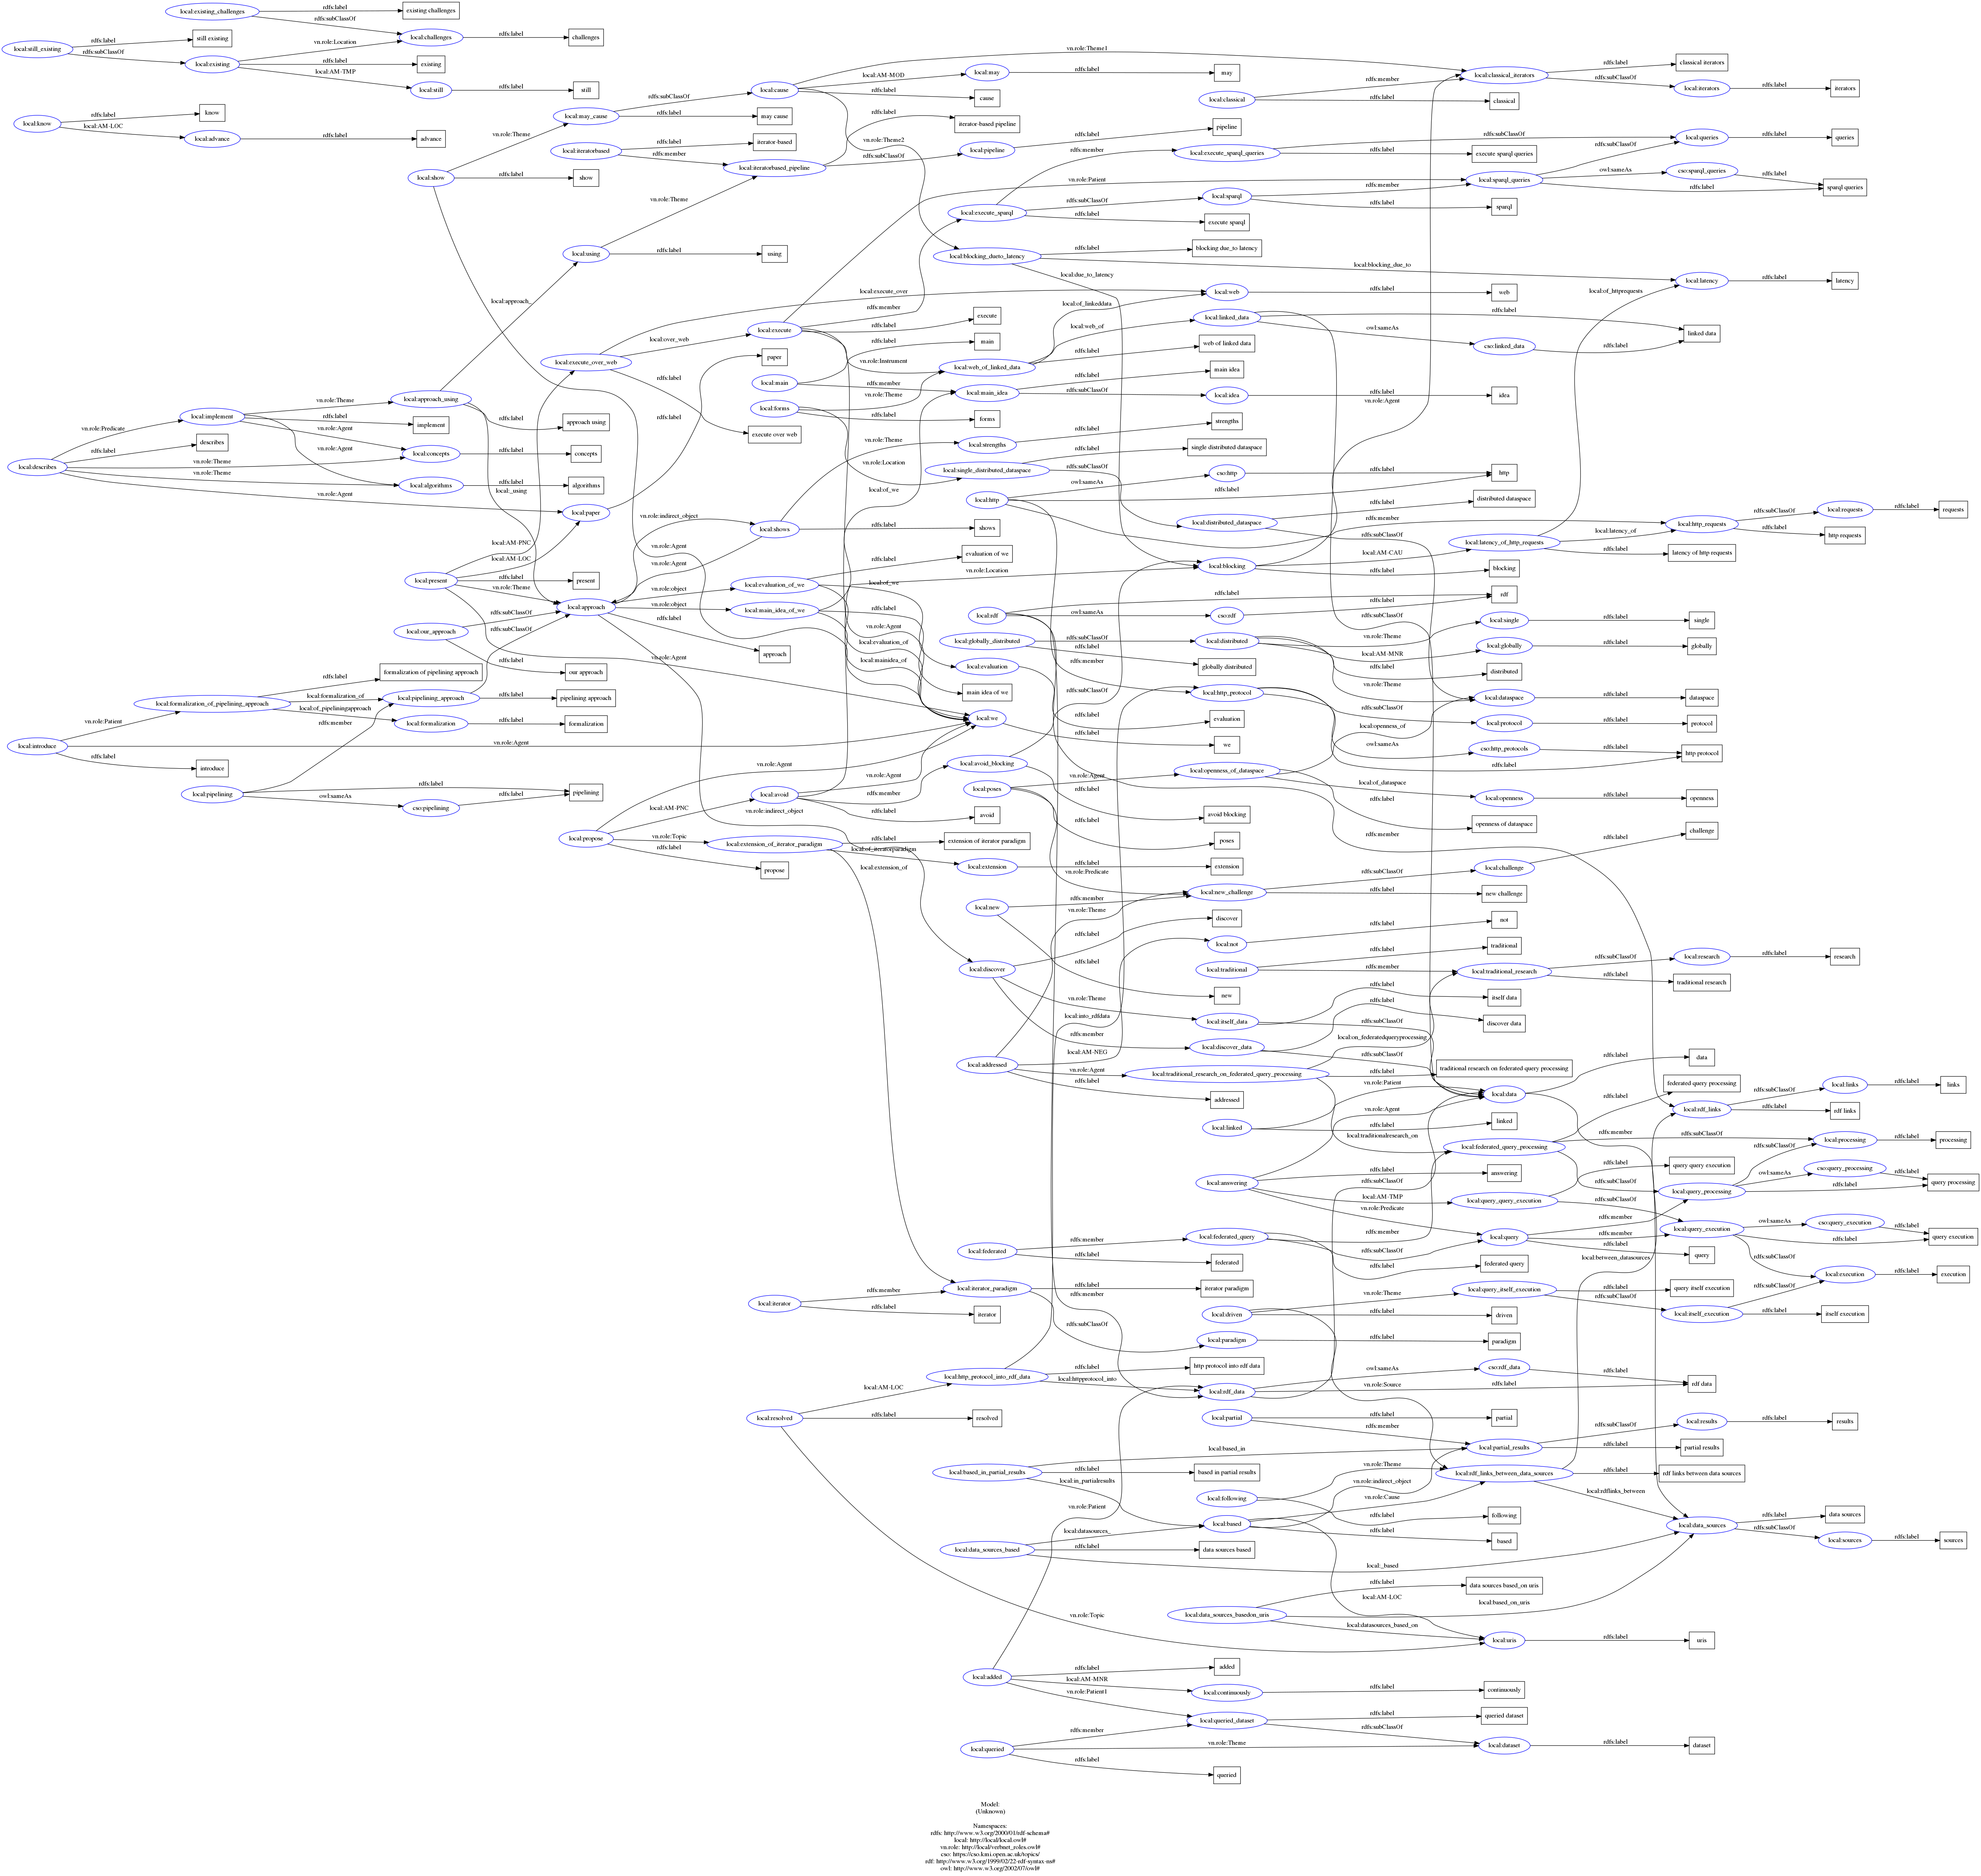 local:existing_challenges
rdfs:label
existing challenges
rdfs:subClassOf
local:still_existing
rdfs:label
still existing
rdfs:subClassOf
local:existing
vn.role:Location
local:challenges
rdfs:label
challenges
rdfs:label
existing
local:AM-TMP
local:still
rdfs:label
still
local:know
rdfs:label
know
local:AM-LOC
local:advance
rdfs:label
advance
local:show
vn.role:Theme
rdfs:label
show
local:may_cause
rdfs:subClassOf
rdfs:label
may cause
local:cause
vn.role:Theme1
local:AM-MOD
local:may
rdfs:label
may
rdfs:label
cause
vn.role:Theme2
local:iteratorbased
rdfs:label
iterator-based
rdfs:member
local:iteratorbased_pipeline
rdfs:label
iterator-based pipeline
rdfs:subClassOf
local:pipeline
rdfs:label
pipeline
local:classical
rdfs:member
rdfs:label
classical
local:classical_iterators
rdfs:label
classical iterators
rdfs:subClassOf
local:iterators
rdfs:label
iterators
local:execute_sparql_queries
rdfs:subClassOf
rdfs:label
execute sparql queries
local:queries
rdfs:label
queries
local:sparql_queries
rdfs:subClassOf
owl:sameAs
cso:sparql_queries
rdfs:label
rdfs:label
sparql queries
local:execute_sparql
rdfs:member
rdfs:subClassOf
local:sparql
rdfs:member
rdfs:label
sparql
rdfs:label
execute sparql
vn.role:Patient
local:using
vn.role:Theme
rdfs:label
using
local:approach_
local:blocking_dueto_latency
rdfs:label
blocking due_to latency
local:blocking_due_to
local:due_to_latency
local:latency
rdfs:label
latency
local:of_httprequests
local:execute_over_web
local:execute_over
local:over_web
rdfs:label
execute over web
local:web
rdfs:label
web
local:execute
rdfs:member
rdfs:label
execute
vn.role:Instrument
local:web_of_linked_data
local:of_linkeddata
local:web_of
rdfs:label
web of linked data
local:linked_data
rdfs:label
owl:sameAs
cso:linked_data
rdfs:label
linked data
local:main
rdfs:label
main
rdfs:member
local:main_idea
rdfs:label
main idea
rdfs:subClassOf
local:idea
rdfs:label
idea
vn.role:Agent
local:forms
vn.role:Theme
rdfs:label
forms
vn.role:Location
paper
rdfs:label
local:describes
vn.role:Predicate
rdfs:label
describes
vn.role:Theme
vn.role:Theme
vn.role:Agent
local:implement
vn.role:Theme
rdfs:label
implement
vn.role:Agent
vn.role:Agent
local:approach_using
rdfs:label
approach using
local:_using
local:concepts
rdfs:label
concepts
local:algorithms
rdfs:label
algorithms
local:paper
local:strengths
rdfs:label
strengths
vn.role:Theme
local:single_distributed_dataspace
rdfs:label
single distributed dataspace
rdfs:subClassOf
local:of_we
local:http
owl:sameAs
cso:http
rdfs:label
http
rdfs:label
rdfs:member
local:distributed_dataspace
rdfs:label
distributed dataspace
rdfs:subClassOf
local:shows
vn.role:indirect_object
rdfs:label
shows
vn.role:Agent
local:http_requests
rdfs:subClassOf
local:requests
rdfs:label
requests
rdfs:label
http requests
local:latency_of_http_requests
local:latency_of
rdfs:label
latency of http requests
local:blocking
local:AM-CAU
rdfs:label
blocking
local:present
local:AM-PNC
local:AM-LOC
rdfs:label
present
vn.role:Theme
vn.role:Agent
vn.role:Agent
local:evaluation_of_we
rdfs:label
evaluation of we
local:of_we
vn.role:Location
local:evaluation_of
local:approach
vn.role:object
vn.role:object
rdfs:label
approach
local:main_idea_of_we
rdfs:label
main idea of we
local:mainidea_of
vn.role:Agent
local:our_approach
rdfs:subClassOf
rdfs:label
our approach
rdfs:subClassOf
local:rdf
rdfs:label
rdf
owl:sameAs
cso:rdf
rdfs:label
rdfs:member
local:globally_distributed
rdfs:subClassOf
rdfs:label
globally distributed
local:distributed
rdfs:subClassOf
vn.role:Theme
local:single
rdfs:label
single
local:AM-MNR
local:globally
rdfs:label
globally
rdfs:label
distributed
vn.role:Theme
local:evaluation
rdfs:label
evaluation
rdfs:subClassOf
local:dataspace
rdfs:label
dataspace
local:http_protocol
rdfs:subClassOf
local:protocol
rdfs:label
protocol
local:openness_of
owl:sameAs
cso:http_protocols
rdfs:label
http protocol
rdfs:label
local:formalization_of_pipelining_approach
rdfs:label
formalization of pipelining approach
local:formalization_of
local:of_pipeliningapproach
local:pipelining_approach
rdfs:label
pipelining approach
local:formalization
rdfs:label
formalization
rdfs:member
local:introduce
vn.role:Patient
vn.role:Agent
rdfs:label
introduce
local:we
rdfs:label
we
local:pipelining
rdfs:label
pipelining
owl:sameAs
cso:pipelining
rdfs:label
local:propose
vn.role:Agent
local:AM-PNC
vn.role:Topic
rdfs:label
propose
vn.role:indirect_object
local:avoid
vn.role:Agent
rdfs:member
rdfs:label
avoid
local:avoid_blocking
rdfs:label
avoid blocking
local:poses
vn.role:Agent
rdfs:label
poses
vn.role:Predicate
local:openness_of_dataspace
local:of_dataspace
local:openness
rdfs:label
openness
rdfs:label
openness of dataspace
rdfs:member
local:extension_of_iterator_paradigm
rdfs:label
extension of iterator paradigm
local:of_iteratorparadigm
local:extension_of
local:extension
rdfs:label
extension
local:new_challenge
rdfs:subClassOf
local:challenge
rdfs:label
challenge
rdfs:label
new challenge
local:new
rdfs:member
rdfs:label
new
vn.role:Theme
local:discover
rdfs:label
discover
vn.role:Theme
rdfs:member
local:not
rdfs:label
not
local:traditional
rdfs:label
traditional
rdfs:member
local:traditional_research
rdfs:subClassOf
local:research
rdfs:label
research
rdfs:label
traditional research
local:itself_data
rdfs:label
itself data
rdfs:subClassOf
local:into_rdfdata
local:discover_data
rdfs:label
discover data
rdfs:subClassOf
local:on_federatedqueryprocessing
local:addressed
local:AM-NEG
vn.role:Agent
rdfs:label
addressed
local:traditional_research_on_federated_query_processing
rdfs:label
traditional research on federated query processing
local:traditionalresearch_on
local:data
rdfs:label
data
local:linked
vn.role:Patient
rdfs:label
linked
federated query processing
rdfs:label
local:rdf_links
rdfs:subClassOf
local:links
rdfs:label
links
rdfs:label
rdf links
local:federated_query_processing
rdfs:member
rdfs:subClassOf
local:processing
rdfs:label
processing
rdfs:subClassOf
local:answering
vn.role:Agent
rdfs:label
answering
local:AM-TMP
vn.role:Predicate
rdfs:subClassOf
local:query_query_execution
rdfs:label
query query execution
rdfs:subClassOf
local:query_processing
rdfs:subClassOf
owl:sameAs
cso:query_processing
rdfs:label
rdfs:label
query processing
local:query
rdfs:member
rdfs:member
rdfs:label
query
local:query_execution
owl:sameAs
cso:query_execution
rdfs:label
rdfs:label
query execution
rdfs:subClassOf
local:between_datasources
local:federated
rdfs:member
rdfs:label
federated
local:federated_query
rdfs:member
rdfs:subClassOf
rdfs:label
federated query
local:execution
rdfs:label
execution
local:iterator
rdfs:member
rdfs:label
iterator
local:iterator_paradigm
rdfs:label
iterator paradigm
rdfs:member
rdfs:subClassOf
local:driven
vn.role:Theme
rdfs:label
driven
vn.role:Source
local:query_itself_execution
rdfs:label
query itself execution
rdfs:subClassOf
local:itself_execution
rdfs:subClassOf
rdfs:label
itself execution
local:paradigm
rdfs:label
paradigm
local:http_protocol_into_rdf_data
rdfs:label
http protocol into rdf data
local:httpprotocol_into
local:rdf_data
owl:sameAs
cso:rdf_data
rdfs:label
rdfs:label
rdf data
local:resolved
local:AM-LOC
rdfs:label
resolved
vn.role:Topic
local:partial
rdfs:label
partial
rdfs:member
local:partial_results
rdfs:subClassOf
local:results
rdfs:label
results
rdfs:label
partial results
local:based_in_partial_results
local:based_in
rdfs:label
based in partial results
local:in_partialresults
local:rdf_links_between_data_sources
rdfs:label
rdf links between data sources
local:rdflinks_between
local:following
vn.role:Theme
rdfs:label
following
local:based
vn.role:indirect_object
vn.role:Cause
rdfs:label
based
local:AM-LOC
vn.role:Patient
local:data_sources_based
local:datasources_
rdfs:label
data sources based
local:_based
local:data_sources
rdfs:label
data sources
rdfs:subClassOf
local:sources
rdfs:label
sources
local:data_sources_basedon_uris
rdfs:label
data sources based_on uris
local:based_on_uris
local:datasources_based_on
local:uris
rdfs:label
uris
local:added
rdfs:label
added
local:AM-MNR
local:continuously
rdfs:label
continuously
vn.role:Patient1
local:queried_dataset
rdfs:label
queried dataset
rdfs:subClassOf
local:queried
rdfs:member
vn.role:Theme
rdfs:label
queried
local:dataset
rdfs:label
dataset
Model:
(Unknown)
Namespaces:
rdfs: http://www.w3.org/2000/01/rdf-schema#
local: http://local/local.owl#
vn.role: http://local/verbnet_roles.owl#
cso: https://cso.kmi.open.ac.uk/topics/
rdf: http://www.w3.org/1999/02/22-rdf-syntax-ns#
owl: http://www.w3.org/2002/07/owl#